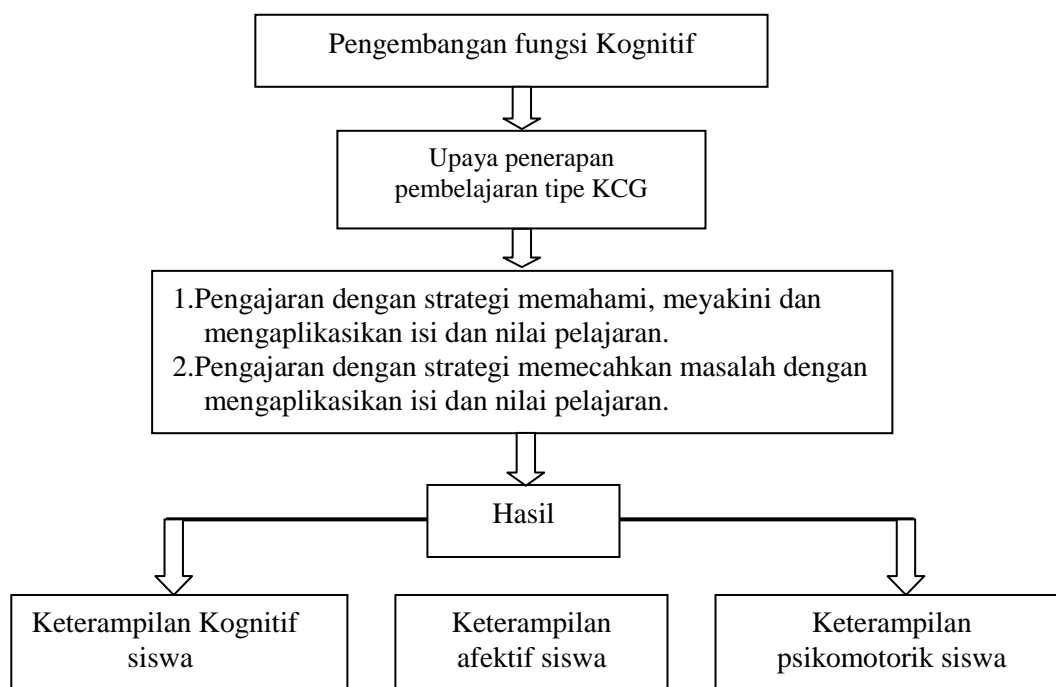 Pengembangan fungsi Kognitif
Upaya penerapan
pembelajaran tipe KCG
1.Pengajaran dengan strategi memahami, meyakini dan
mengaplikasikan isi dan nilai pelajaran.
2.Pengajaran dengan strategi memecahkan masalah dengan
mengaplikasikan isi dan nilai pelajaran.
Hasil
Keterampilan Kognitif
siswa
Keterampilan
afektif siswa
Keterampilan
psikomotorik siswa